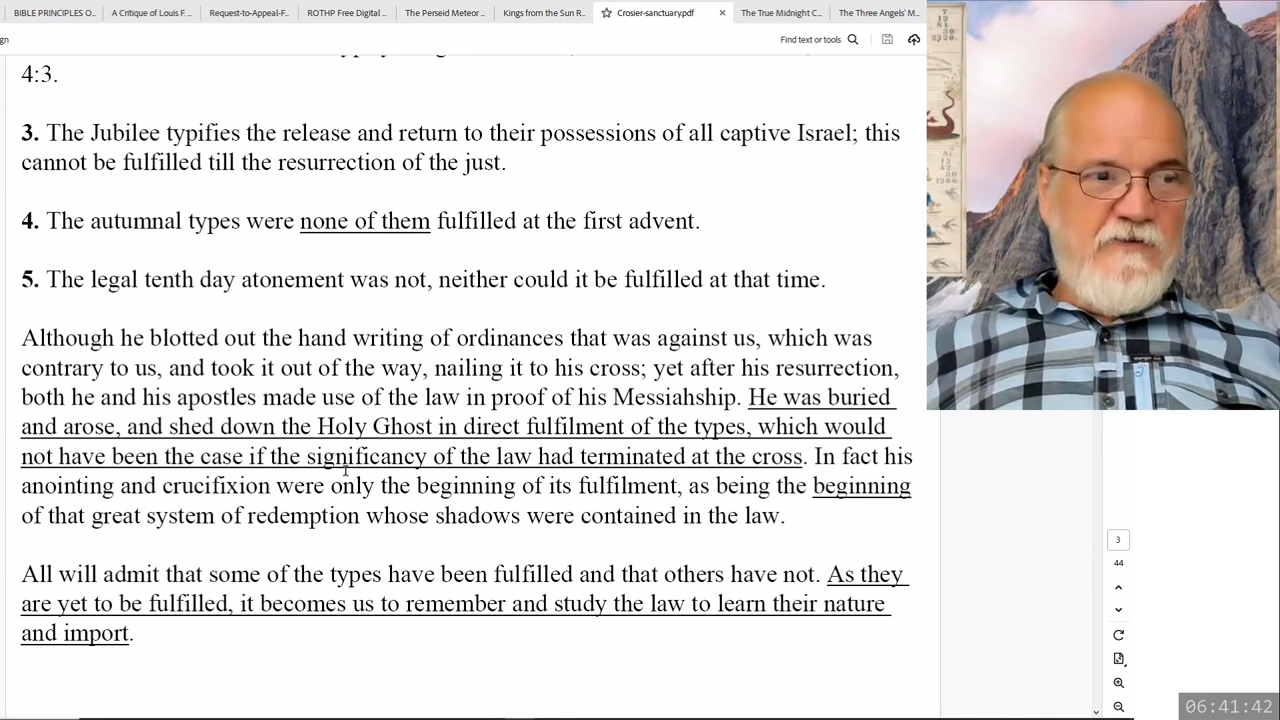 BIBLE PRINCIPLES O...
A Critique of Louis F. ...
Request-to-Appeal-F...
ROTHP Free Digital ...
The Perseid Meteor ...
Kings from the Sun R...
Crosier-sanctuary.pdf
The True Midnight C...
The Three Angels' M...
gn
Find text or tools
4:3.
3. The Jubilee typifies the release and return to their possessions of all captive Israel; this
cannot be fulfilled till the resurrection of the just.
4. The autumnal types were none of them fulfilled at the first advent.
5. The legal tenth day atonement was not, neither could it be fulfilled at that time.
Although he blotted out the hand writing of ordinances that was against us, which was
contrary to us, and took it out of the way, nailing it to his cross; yet after his resurrection,
both he and his apostles made use of the law in proof of his Messiahship. He was buried
and arose, and shed down the Holy Ghost in direct fulfilment of the types, which would
not have been the case if the significancy of the law had terminated at the cross. In fact his
anointing and crucifixion were only the beginning of its fulfilment, as being the beginning
of that great system of redemption whose shadows were contained in the law.
All will admit that some of the types have been fulfilled and that others have not. As they
are yet to be fulfilled, it becomes us to remember and study the law to learn their nature
and import.
3
44
06:41:42